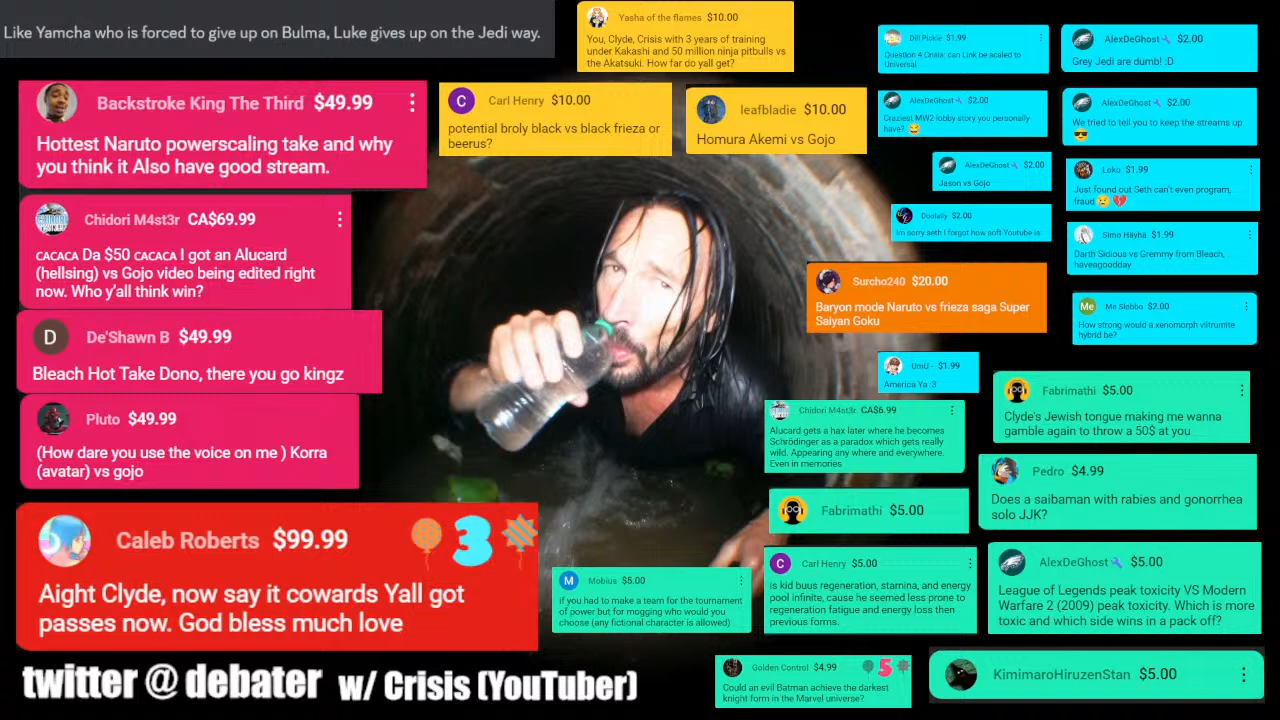 Like Yamcha who is forced to give up on Bulma, Luke gives up on the Jedi way.
Yasha of the flames $10.00
You, Clyde, Crisis with 3 years of training
under Kakashi and 50 million ninja pitbulls vs
the Akatsuki. How far do yall get?
Dill Pickle $1.99
Question 4 Crisis: can Link be scaled to
Universal
AlexDeGhost $2.00
Grey Jedi are dumb! :D
Backstroke King The Third $49.99
Hottest Naruto powerscaling take and why
you think it Also have good stream.
C Carl Henry $10.00
potential broly black vs black frieza or
beerus?
leafbladie $10.00
Homura Akemi vs Gojo
AlexDeGhost $2.00
Craziest MW2 lobby story you personally
have? 😂
AlexDeGhost $2.00
We tried to tell you to keep the streams up
😎
AlexDeGhost $2.00
Jason vs Gojo
Loko $1.99
Just found out Seth can't even program,
fraud 😢 💔
Chidori M4st3r CA$69.99
CACACA Da $50 CACACA I got an Alucard
(hellsing) vs Gojo video being edited right
now. Who y'all think win?
$2.00
Im sorry seth I forgot how soft Youtube is
Simo Häyhä $1.99
Darth Sidious vs Gremmy from Bleach,
haveagoodday
Surcho240 $20.00
Baryon mode Naruto vs frieza saga Super
Saiyan Goku
Me Me Slebbo $2.00
How strong would a xenomorph viltrumite
hybrid be?
D De'Shawn B $49.99
Bleach Hot Take Dono, there you go kingz
UmU - $1.99
America Ya :3
Fabrimathi $5.00
Clyde's Jewish tongue making me wanna
gamble again to throw a 50$ at you
Pluto $49.99
(How dare you use the voice on me ) Korra
(avatar) vs gojo
Chidori M4st3r CA$6.99
Alucard gets a hax later where he becomes
Schrödinger as a paradox which gets really
wild. Appearing any where and everywhere.
Even in memories
Pedro $4.99
Does a saibaman with rabies and gonorrhea
solo JJK?
Fabrimathi $5.00
Caleb Roberts $99.99 3
Aight Clyde, now say it cowards Yall got
passes now. God bless much love
M Mobius $5.00
if you had to make a team for the tournament
of power but for mogging who would you
choose (any fictional character is allowed)
C Carl Henry $5.00
is kid buus regeneration, stamina, and energy
pool infinite, cause he seemed less prone to
regeneration fatigue and energy loss then
previous forms.
AlexDeGhost $5.00
League of Legends peak toxicity VS Modern
Warfare 2 (2009) peak toxicity. Which is more
toxic and which side wins in a pack off?
Golden Control $4.99 5
Could an evil Batman achieve the darkest
knight form in the Marvel universe?
KimimaroHiruzenStan $5.00
twitter @ debater w/ Crisis (YouTuber)